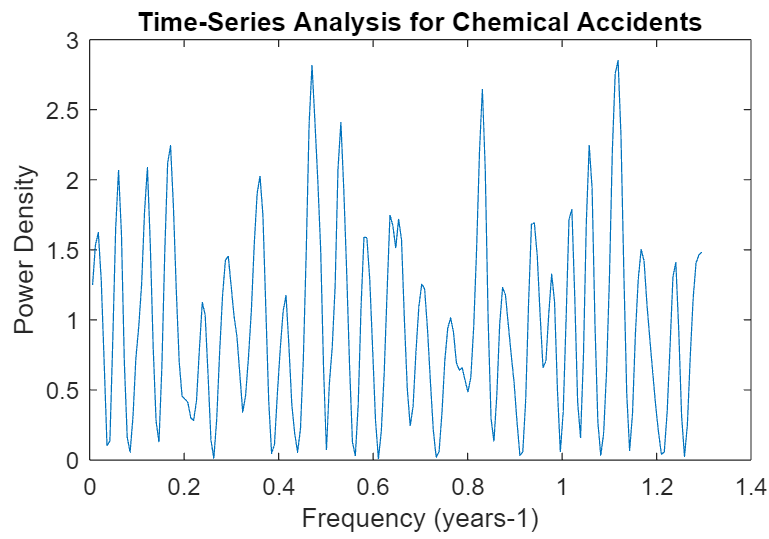 Time-Series Analysis for Chemical Accidents
3
2.5
2
1.5
1
0.5
0
Power Density
0 0.2 0.4 0.6 0.8 1 1.2 1.4
Frequency (years-1)